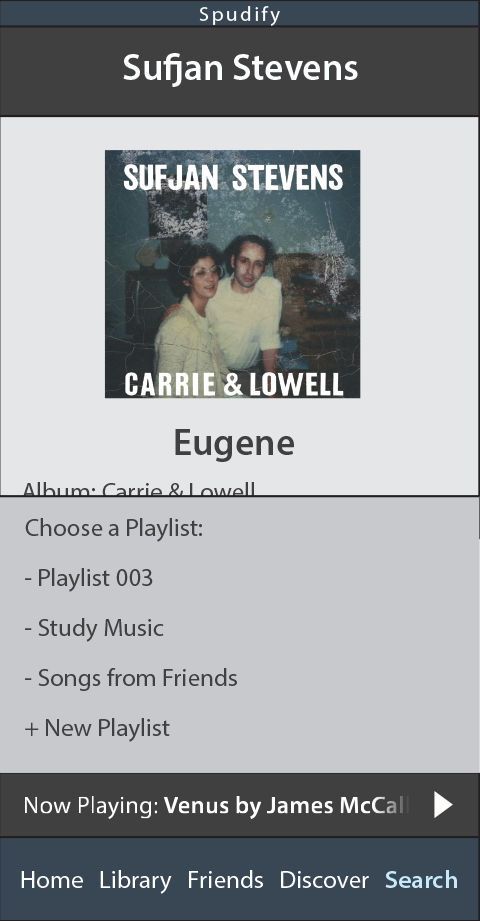 Spudify
Sufjan Stevens
SUFJAN STEVENS
CARRIE & LOWELL
Eugene
Album: Carrie & Lowell
Choose a Playlist:
- Playlist 003
- Study Music
- Songs from Friends
+ New Playlist
Now Playing: Venus by James McCall
Home Library Friends Discover Search